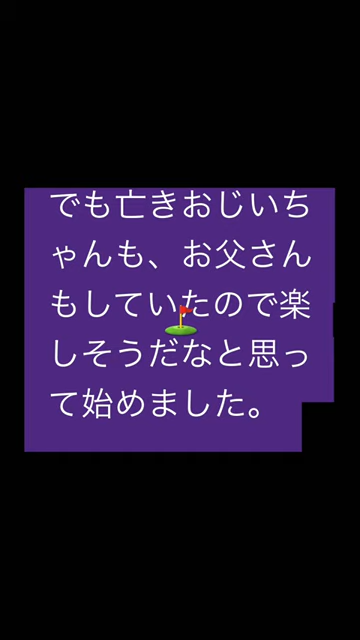 でも亡きおじいち
ゃんも、お父さん
もしていたので楽
しそうだなと思っ
て始めました。